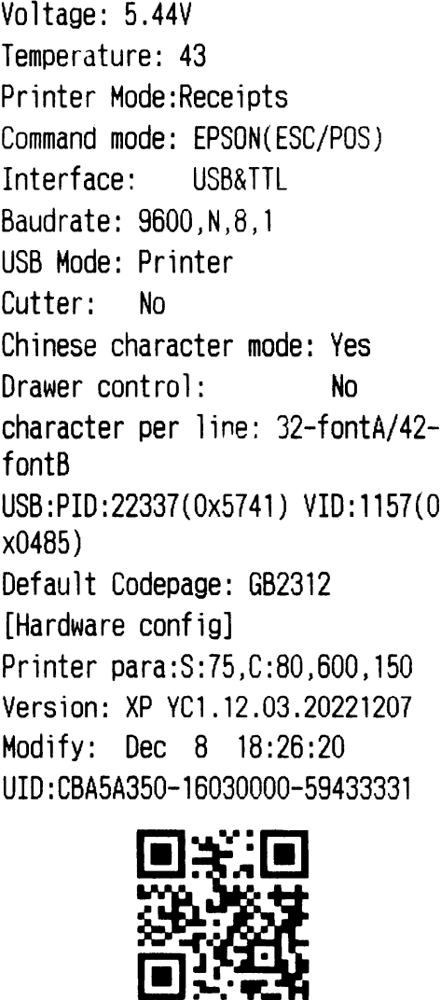 Voltage: 5.44V
Temperature: 43
Printer Mode:Receipts
Command mode: EPSON(ESC/POS)
Interface:    USB&TTL
Baudrate: 9600,N,8,1
USB Mode: Printer
Cutter:   No
Chinese character mode: Yes
Drawer control:         No
character per line: 32-fontA/42-
fontB
USB:PID:22337(0x5741) VID:1157(0
x0485)
Default Codepage: GB2312
[Hardware config]
Printer para:S:75,C:80,600,150
Version: XP YC1.12.03.20221207
Modify:  Dec  8  18:26:20
UID:CBA5A350-16030000-59433331